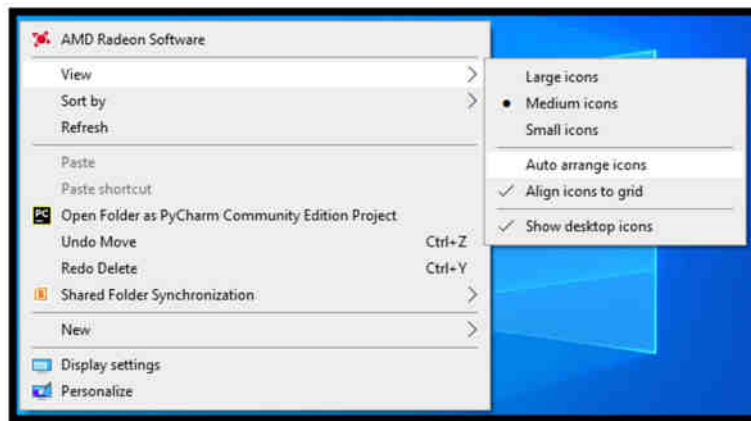 AMD Radeon Software
View
Sort by
Refresh
Paste
Paste shortcut
PC
Open Folder as PyCharm Community Edition Project
Undo Move Ctrl+Z
Redo Delete Ctrl+Y
Shared Folder Synchronization
New
Display settings
Personalize
Large icons
Medium icons
Small icons
Auto arrange icons
Align icons to grid
Show desktop icons